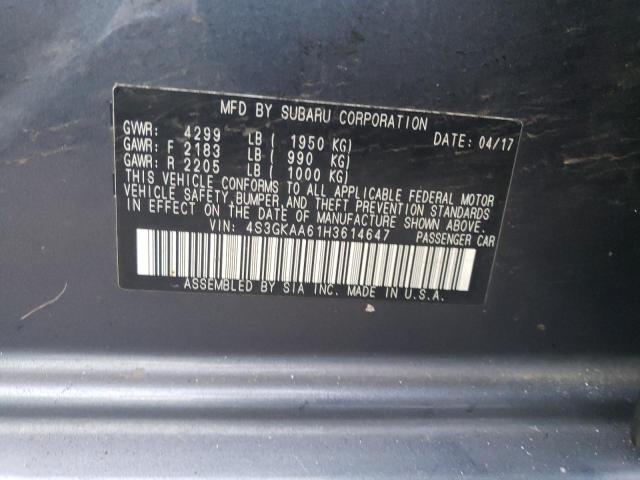 MFD BY SUBARU CORPORATION
GVWR: 4299 LB ( 1950 KG) DATE: 04/17
GAWR: F 2183 LB ( 990 KG)
GAWR: R 2205 LB ( 1000 KG)
THIS VEHICLE CONFORMS TO ALL APPLICABLE FEDERAL MOTOR
VEHICLE SAFETY,BUMPER,AND THEFT PREVENTION STANDARDS
IN EFFECT ON THE DATE OF MANUFACTURE SHOWN ABOVE.
VIN: 4S3GKAA61H3614647 PASSENGER CAR
ASSEMBLED BY SIA INC. MADE IN U.S.A.